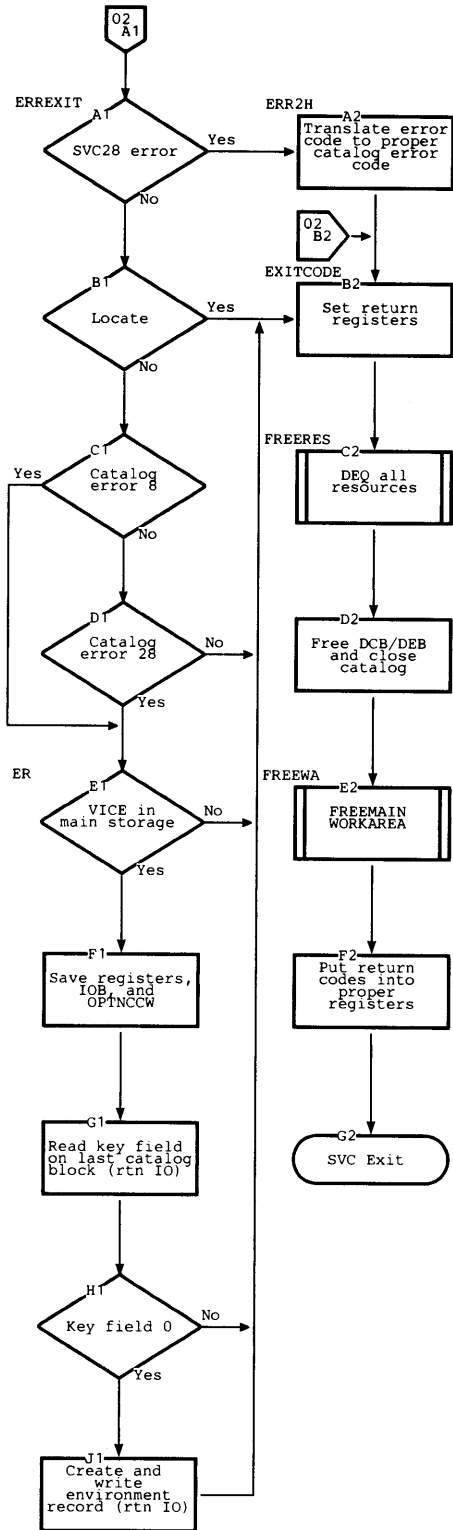 02
A1
ERREXIT
A1
SVC28 error
Yes
No
ERR2H
A2
Translate error
code to proper
catalog error
code
02
B2
EXITCODE
B1
Locate
Yes
No
B2
Set return
registers
C1
Catalog
error 8
Yes
No
FREERES
C2
DEQ all
resources
D1
Catalog
error 28
No
Yes
D2
Free DCB/DEB
and close
catalog
ER
E1
VICE in
main storage
No
Yes
FREEWA
E2
FREEMAIN
WORKAREA
F1
Save registers,
IOB, and
OPTNCCW
F2
Put return
codes into
proper
registers
G1
Read key field
on last catalog
block (rtn IO)
G2
SVC Exit
H1
Key field 0
No
Yes
J1
Create and
write
environment
record (rtn IO)